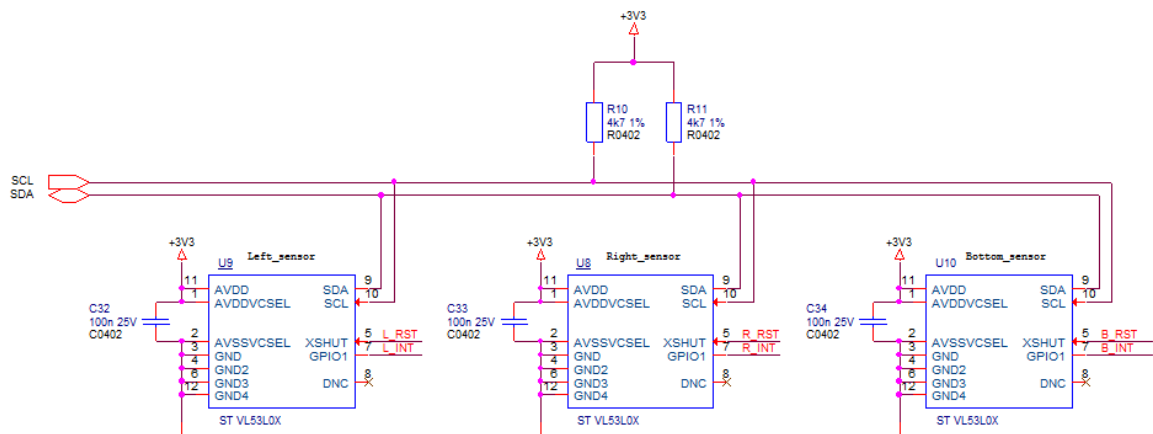 +3V3
R10
4k7 1%
R0402
R11
4k7 1%
R0402
SCL
SDA
+3V3
U9
Left_sensor
11
AVDD
SDA
9
1
AVDDVCSEL
SCL
10
C32
100n 25V
C0402
2
AVSSVCSEL
XSHUT
5
L_RST
3
GND
GPIO1
7
L_INT
4
GND2
6
GND3
DNC
8
12
GND4
ST VL53L0X
+3V3
U8
Right_sensor
11
AVDD
SDA
9
1
AVDDVCSEL
SCL
10
C33
100n 25V
C0402
2
AVSSVCSEL
XSHUT
5
R_RST
3
GND
GPIO1
7
R_INT
4
GND2
6
GND3
DNC
8
12
GND4
ST VL53L0X
+3V3
U10
Bottom_sensor
11
AVDD
SDA
9
1
AVDDVCSEL
SCL
10
C34
100n 25V
C0402
2
AVSSVCSEL
XSHUT
5
B_RST
3
GND
GPIO1
7
B_INT
4
GND2
6
GND3
DNC
8
12
GND4
ST VL53L0X